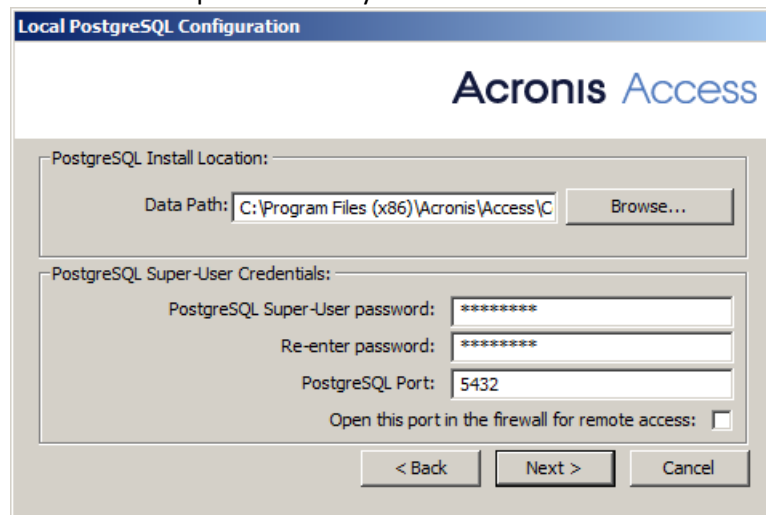 Local PostgreSQL Configuration
Acronis Access
PostgreSQL Install Location:
Data Path: C:\Program Files (x86)\Acronis\Access\C Browse...
PostgreSQL Super-User Credentials:
PostgreSQL Super-User password: ********
Re-enter password: ********
PostgreSQL Port: 5432
Open this port in the firewall for remote access:
< Back Next > Cancel